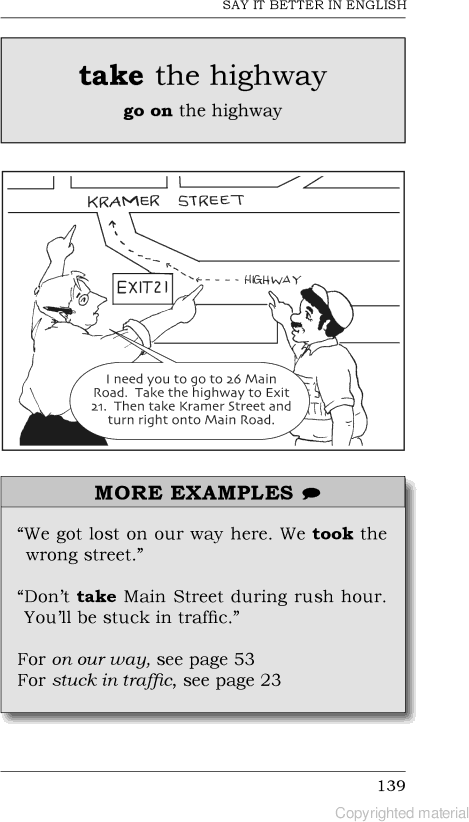 SAY IT BETTER IN ENGLISH
take the highway
go on the highway
KRAMER STREET
HIGHWAY
EXIT 21
I need you to go to 26 Main
Road. Take the highway to Exit
21. Then take Kramer Street and
turn right onto Main Road.
MORE EXAMPLES
“We got lost on our way here. We took the
wrong street.”
“Don’t take Main Street during rush hour.
You’ll be stuck in traffic.”
For on our way, see page 53
For stuck in traffic, see page 23
139
Copyrighted material